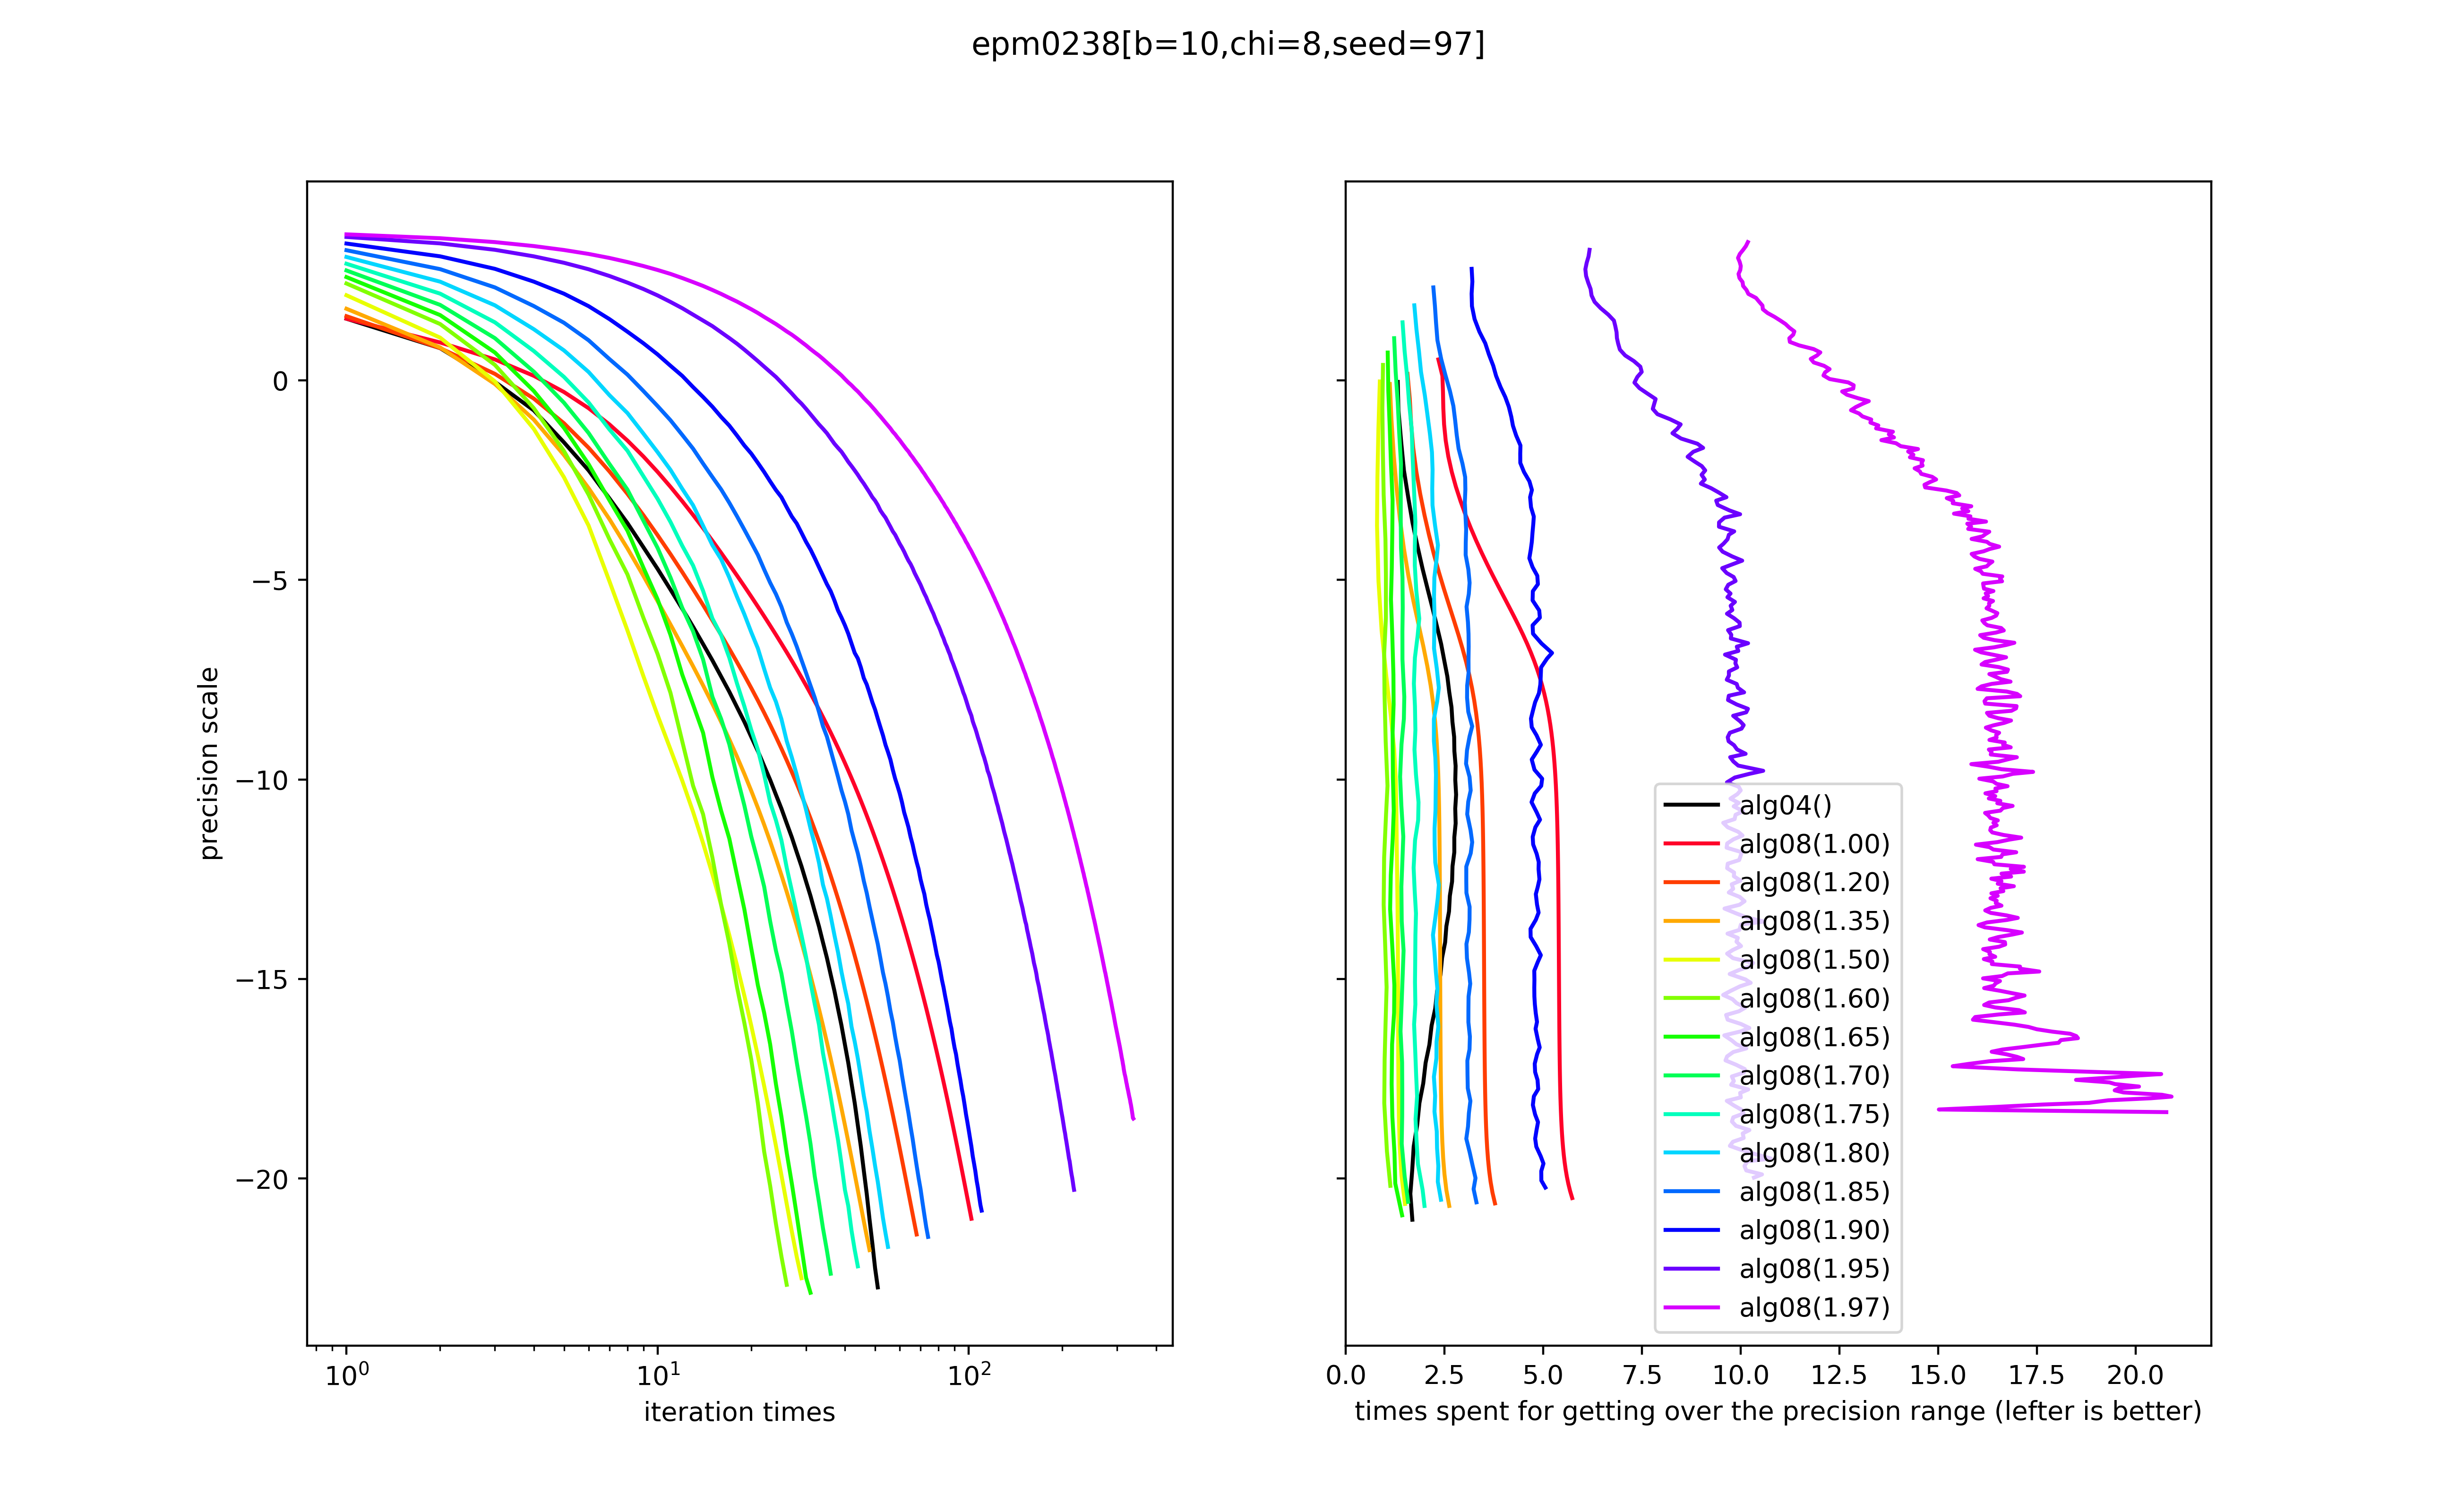 epm0238[b=10,chi=8,seed=97]
precision scale
0
−5
−10
−15
−20
10⁰
10¹
10²
iteration times
alg04()
alg08(1.00)
alg08(1.20)
alg08(1.35)
alg08(1.50)
alg08(1.60)
alg08(1.65)
alg08(1.70)
alg08(1.75)
alg08(1.80)
alg08(1.85)
alg08(1.90)
alg08(1.95)
alg08(1.97)
0.0 2.5 5.0 7.5 10.0 12.5 15.0 17.5 20.0
times spent for getting over the precision range (lefter is better)